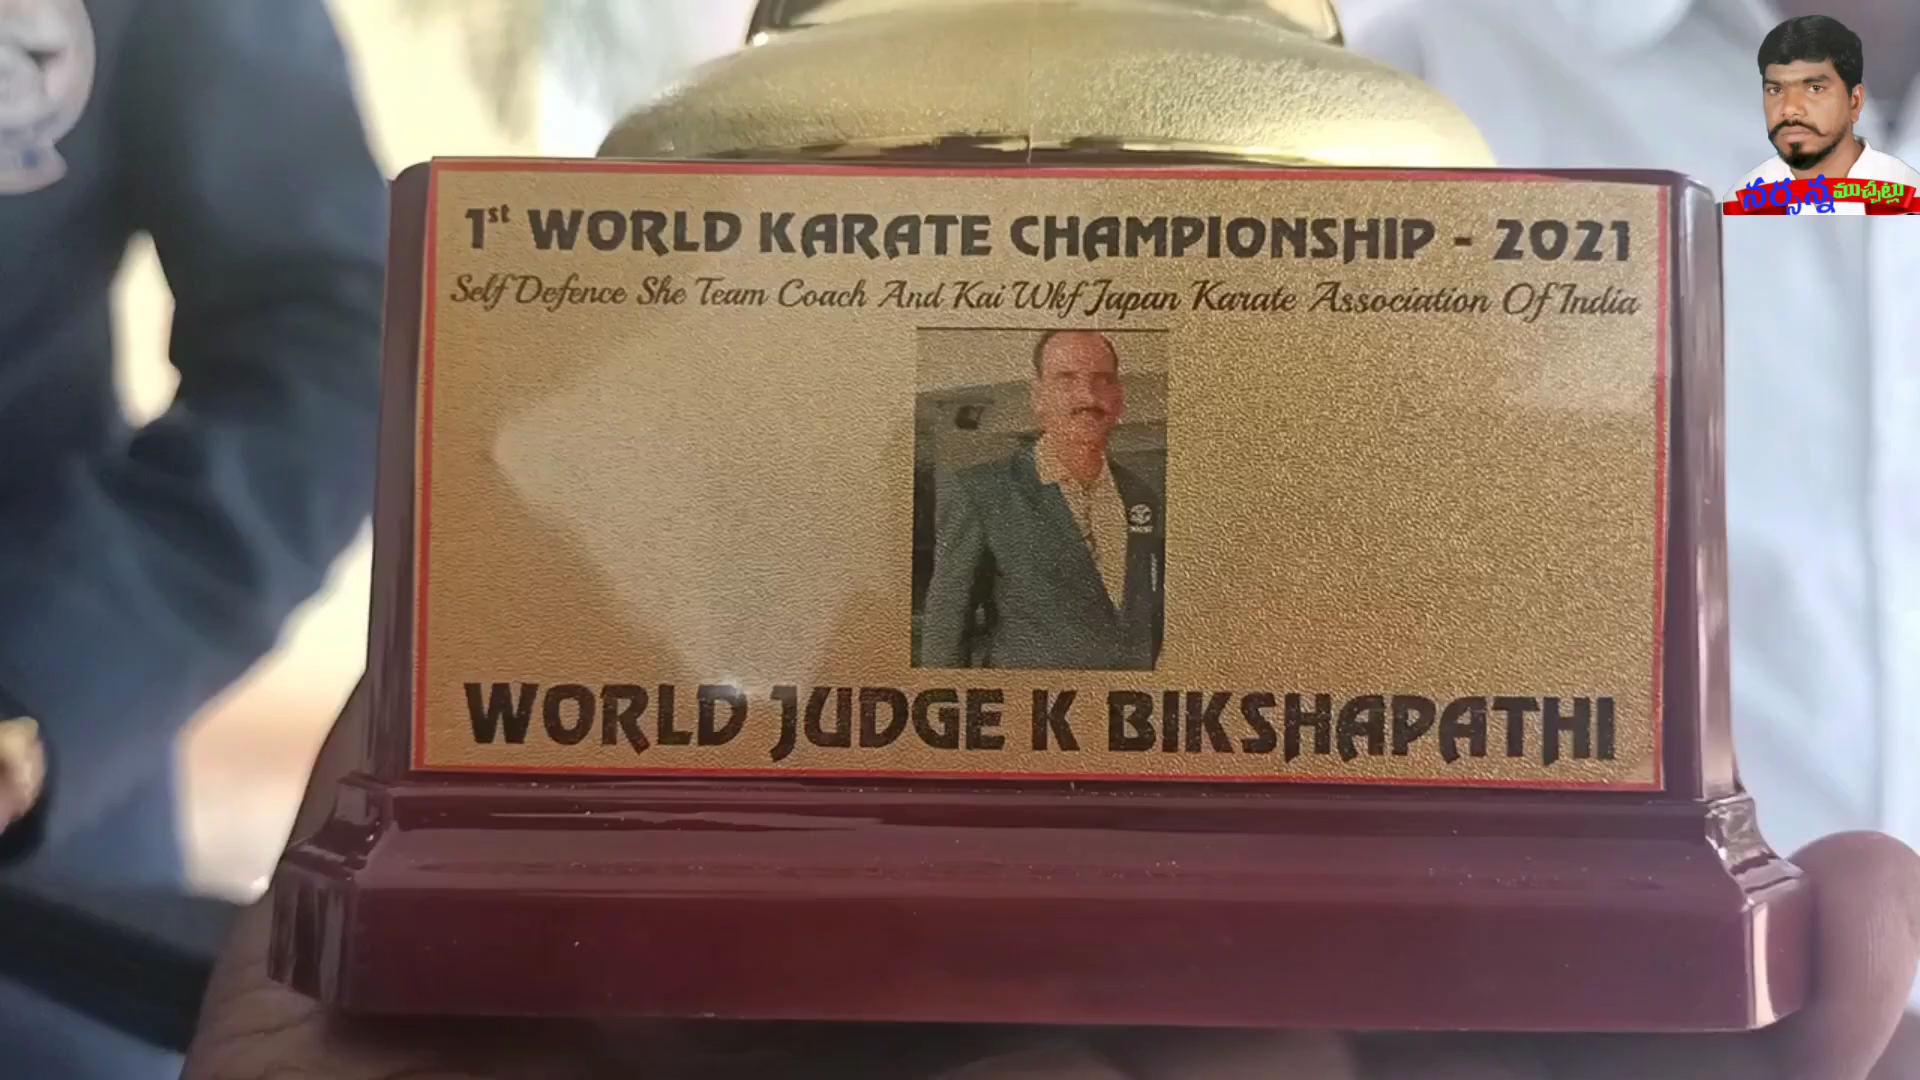 1st WORLD KARATE CHAMPIONSHIP - 2021
Self Defence She Team Coach And Kai Wkf Japan Karate Association Of India
WORLD JUDGE K BIKSHAPATHI
నర్సన్న ముచ్చట్లు